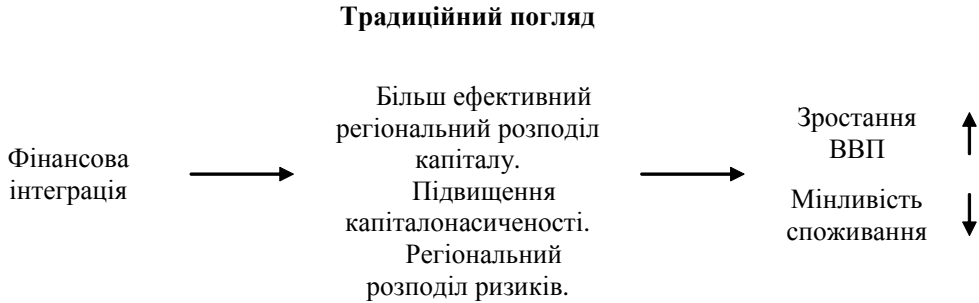 Традиційний погляд
Фінансова
інтеграція
Більш ефективний
регіональний розподіл
капіталу.
Підвищення
капіталонасиченості.
Регіональний
розподіл ризиків.
Зростання
ВВП
Мінливість
споживання